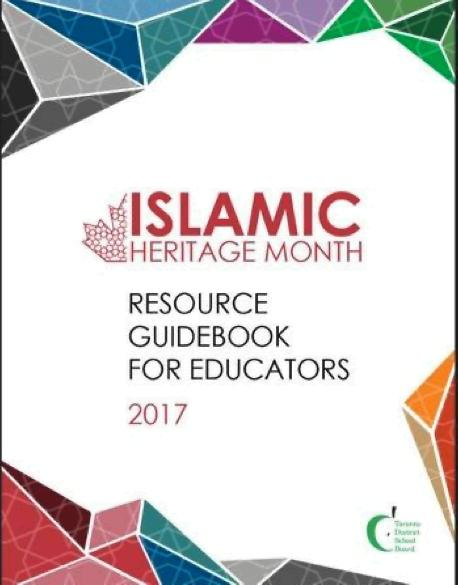 ISLAMIC
HERITAGE MONTH
RESOURCE
GUIDEBOOK
FOR EDUCATORS
2017
Toronto
District
School
Board